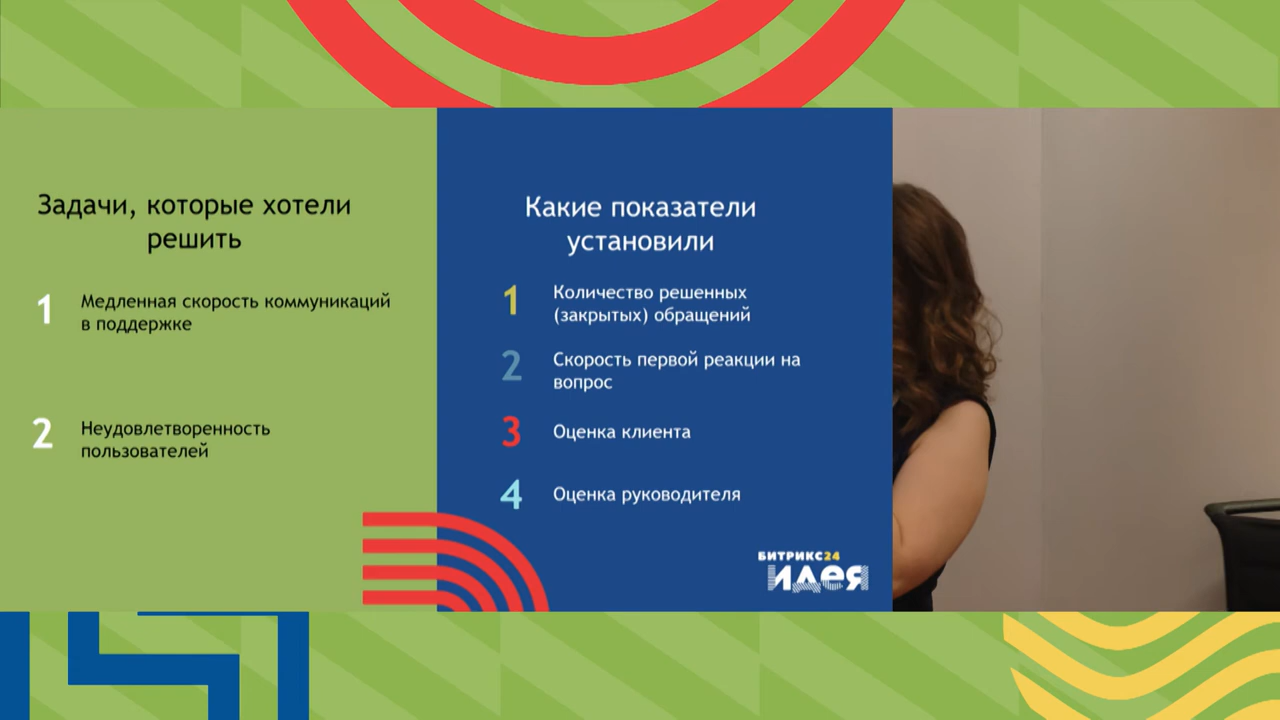 Задачи, которые хотели
решить
1
Медленная скорость коммуникаций
в поддержке
2
Неудовлетворенность
пользователей
Какие показатели
установили
1
Количество решенных
(закрытых) обращений
2
Скорость первой реакции на
вопрос
3
Оценка клиента
4
Оценка руководителя
БИТРИКС24
идея